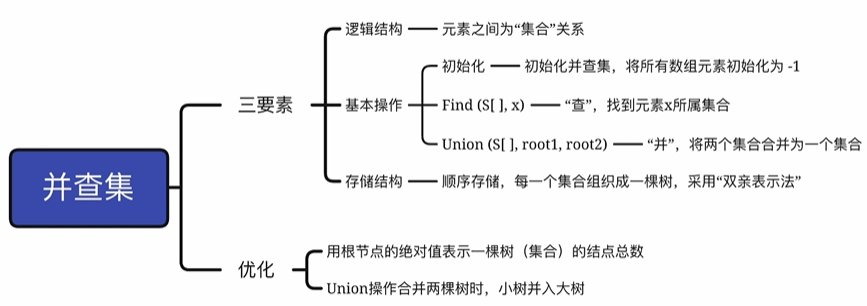 并查集
三要素
逻辑结构
元素之间为“集合”关系
基本操作
初始化
初始化并查集，将所有数组元素初始化为 -1
Find (S[ ], x)
“查”，找到元素x所属集合
Union (S[ ], root1, root2)
“并”，将两个集合合并为一个集合
存储结构
顺序存储，每一个集合组织成一棵树，采用“双亲表示法”
优化
用根节点的绝对值表示一棵树（集合）的结点总数
Union操作合并两棵树时，小树并入大树